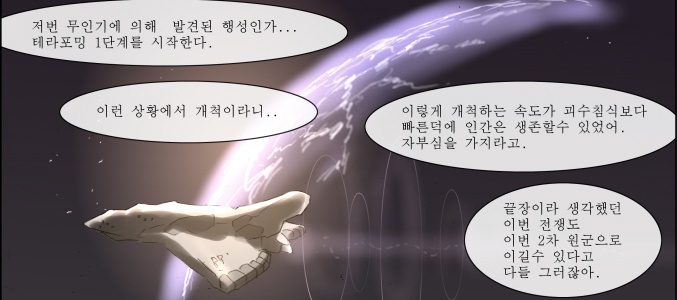 저번 무인기에 의해 발견된 행성인가...
테라포밍 1단계를 시작한다.
이런 상황에서 개척이라니..
이렇게 개척하는 속도가 괴수침식보다
빠른덕에 인간은 생존할수 있었어.
자부심을 가지라고.
끝장이라 생각했던
이번 전쟁도
이번 2차 원군으로
이길수 있다고
다들 그러잖아.